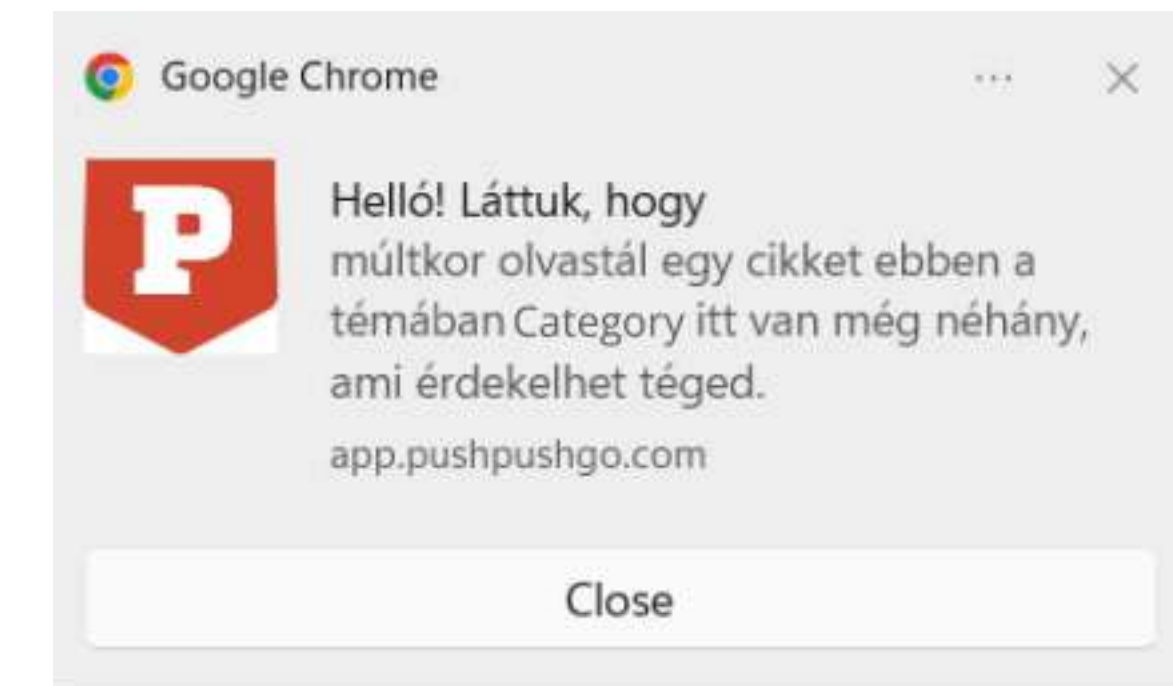 Google Chrome
P
Helló! Láttuk, hogy
múltkor olvastál egy cikket ebben a
témában Category itt van még néhány,
ami érdekelhet téged.
app.pushpushgo.com
Close